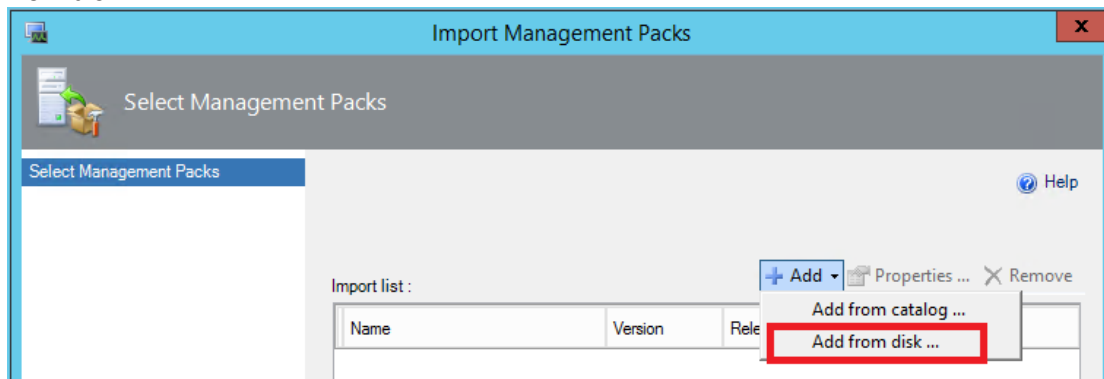 Import Management Packs
x
Select Management Packs
Select Management Packs
Help
Import list :
Add
Properties ...
Remove
Add from catalog ...
Name
Version
Rele
Add from disk ...